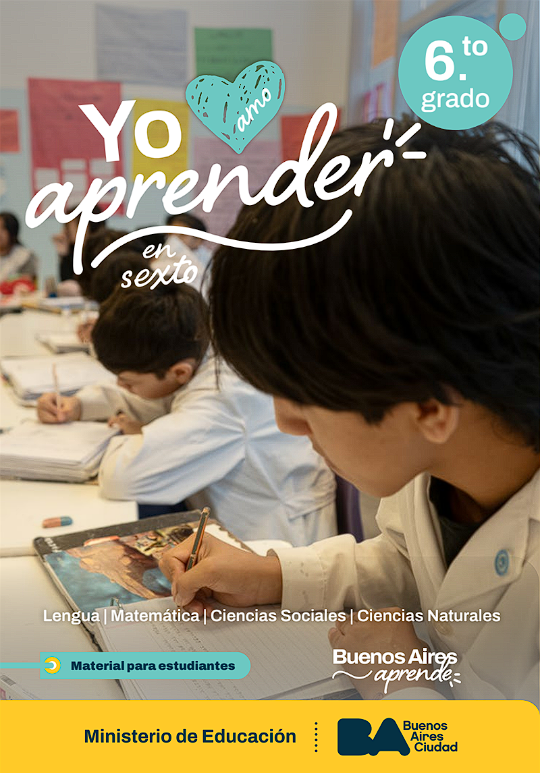 6.to
grado
Yo
amo
aprender
en
sexto
Lengua | Matemática | Ciencias Sociales | Ciencias Naturales
Material para estudiantes
Buenos Aires
aprende
Ministerio de Educación
BA
Buenos
Aires
Ciudad